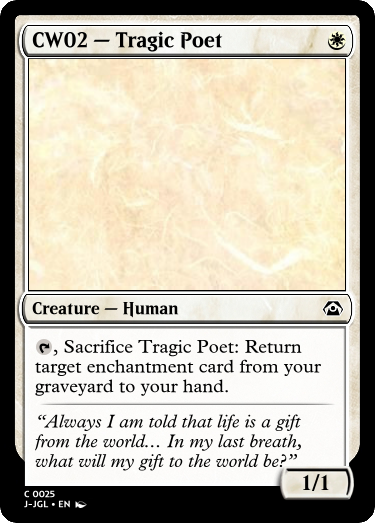 CW02 — Tragic Poet
Creature — Human
, Sacrifice Tragic Poet: Return
target enchantment card from your
graveyard to your hand.
“Always I am told that life is a gift
from the world... In my last breath,
what will my gift to the world be?”
1/1
C 0025
J-JGL • EN